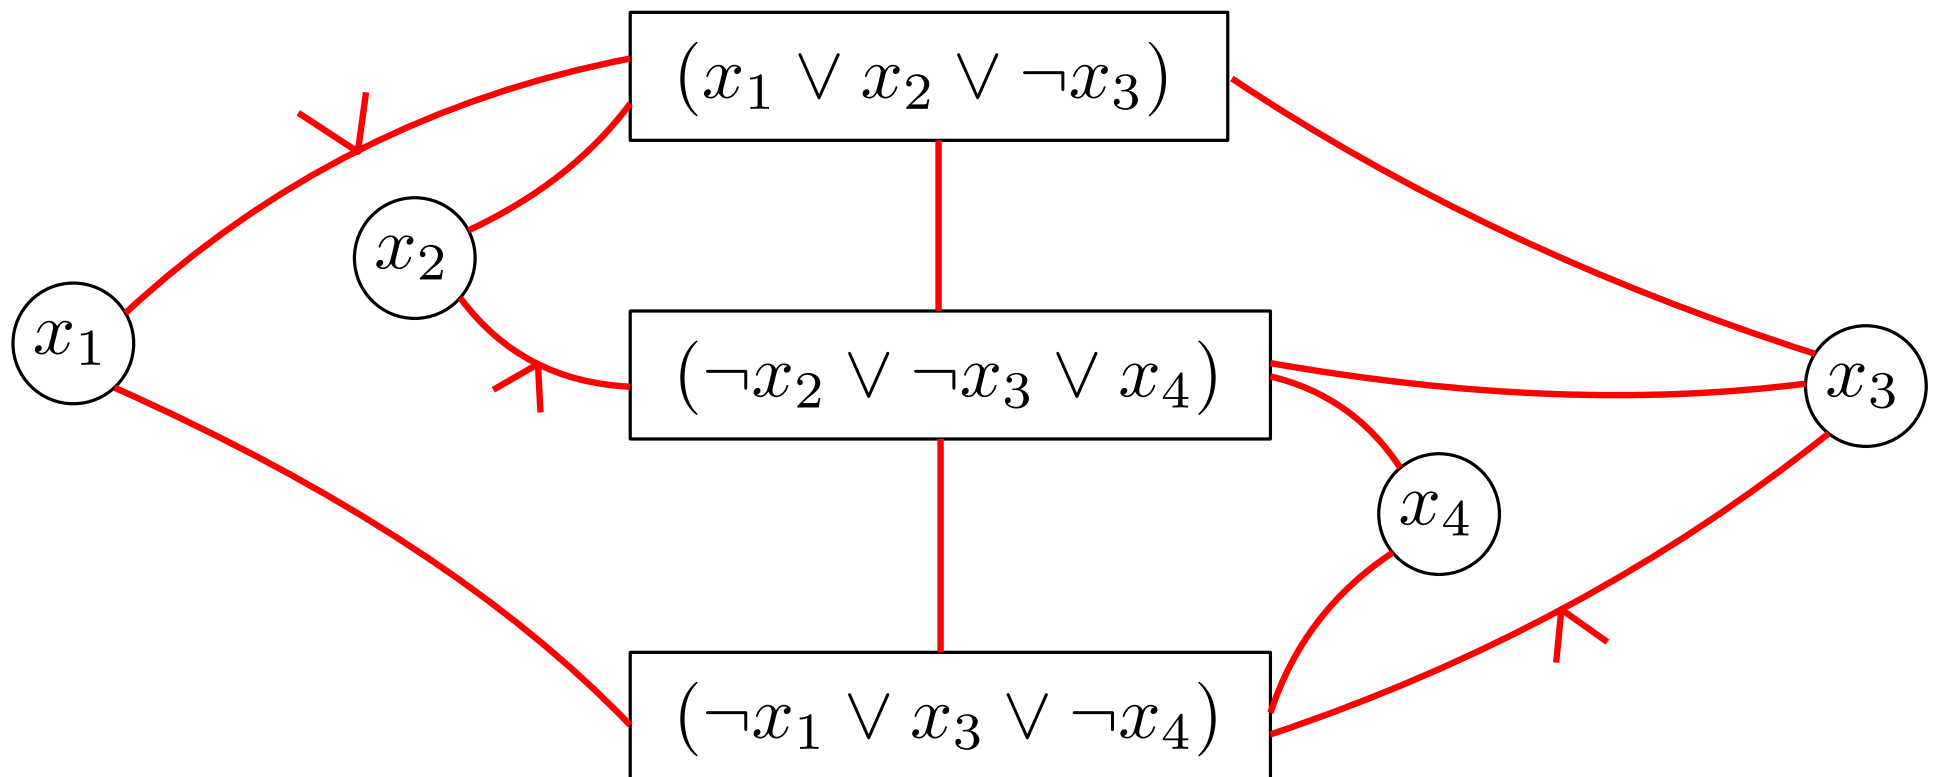 (x₁ ∨ x₂ ∨ ¬x₃)
x₂
x₁
(¬x₂ ∨ ¬x₃ ∨ x₄)
x₃
x₄
(¬x₁ ∨ x₃ ∨ ¬x₄)